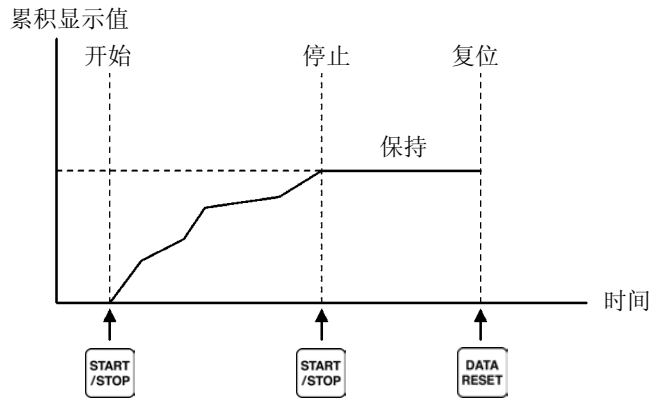 累积显示值
开始
停止
复位
保持
时间
START
/STOP
START
/STOP
DATA
RESET